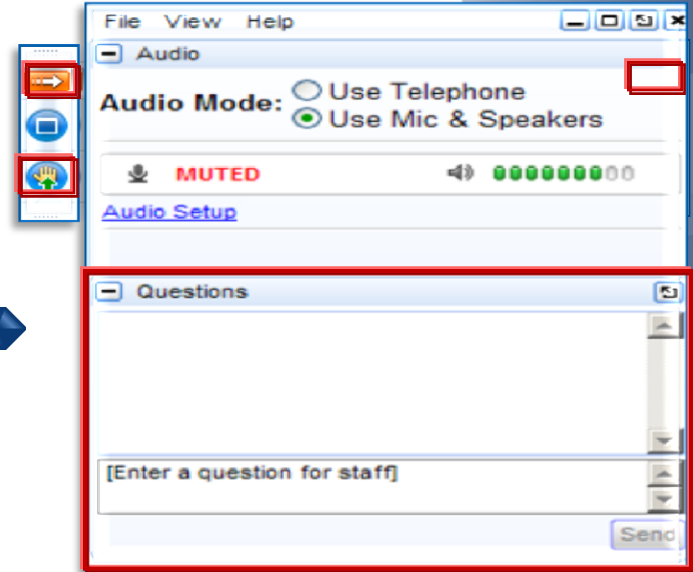 File View Help
Audio
Audio Mode:
Use Telephone
Use Mic & Speakers
MUTED
Audio Setup
Questions
[Enter a question for staff]
Send